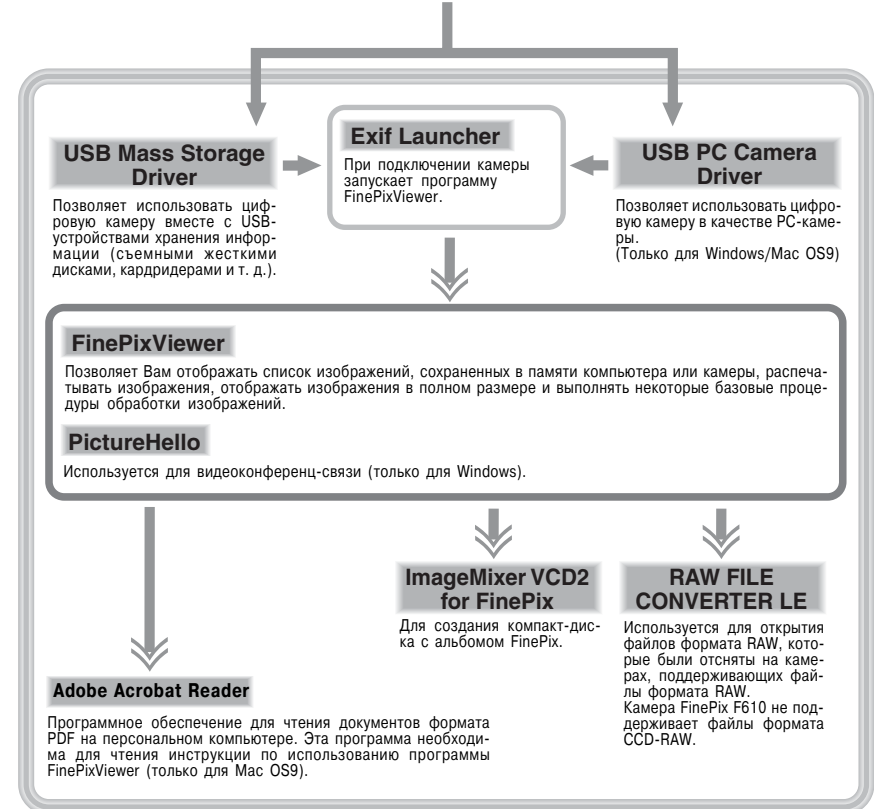 USB Mass Storage
Driver
Позволяет использовать циф-
ровую камеру вместе с USB-
устройствами хранения инфор-
мации (съемными жесткими
дисками, кардридерами и т. д.).
Exif Launcher
При подключении камеры
запускает программу
FinePixViewer.
USB PC Camera
Driver
Позволяет использовать цифро-
вую камеру в качестве PC-каме-
ры.
(Только для Windows/Mac OS9)
FinePixViewer
Позволяет Вам отображать список изображений, сохраненных в памяти компьютера или камеры, распеча-
тывать изображения, отображать изображения в полном размере и выполнять некоторые базовые проце-
дуры обработки изображений.
PictureHello
Используется для видеоконференц-связи (только для Windows).
ImageMixer VCD2
for FinePix
Для создания компакт-дис-
ка с альбомом FinePix.
RAW FILE
CONVERTER LE
Используется для открытия
файлов формата RAW, кото-
рые были отсняты на каме-
рах, поддерживающих фай-
лы формата RAW.
Камера FinePix F610 не под-
держивает файлы формата
CCD-RAW.
Adobe Acrobat Reader
Программное обеспечение для чтения документов формата
PDF на персональном компьютере. Эта программа необходи-
ма для чтения инструкции по использованию программы
FinePixViewer (только для Mac OS9).